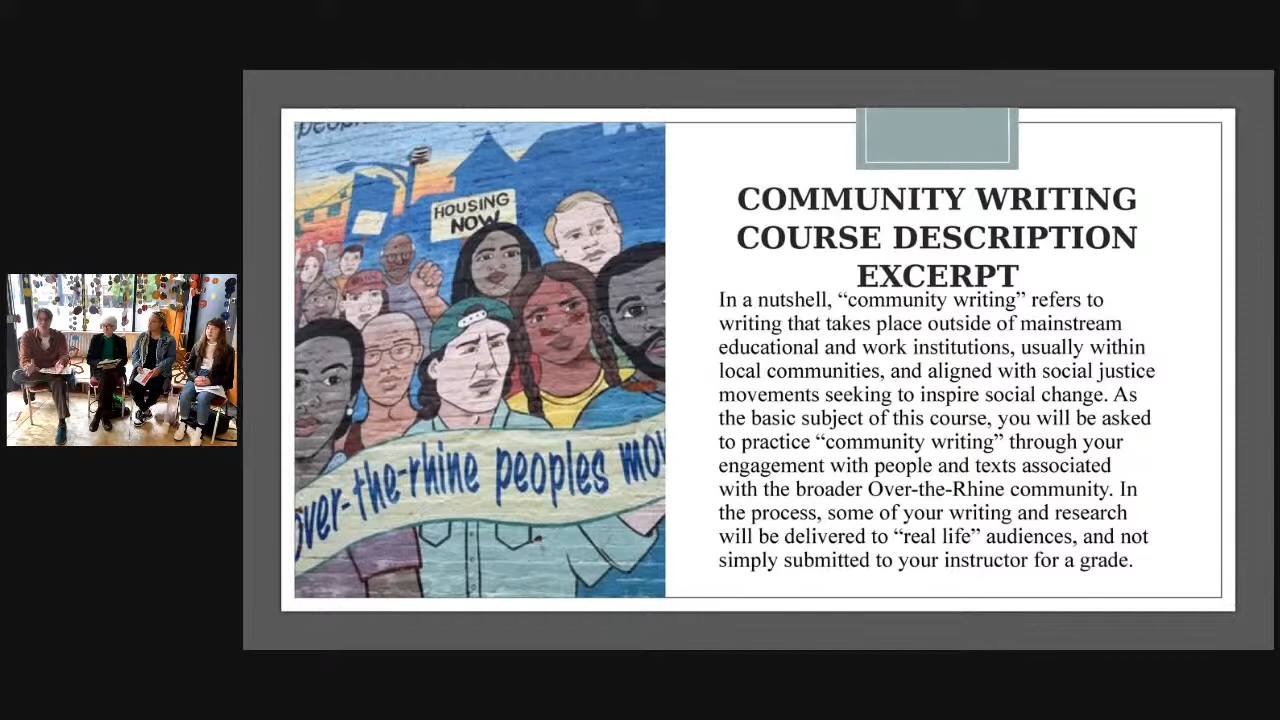 HOUSING
NOW
over-the-rhine peoples mov
COMMUNITY WRITING
COURSE DESCRIPTION
EXCERPT
In a nutshell, “community writing” refers to
writing that takes place outside of mainstream
educational and work institutions, usually within
local communities, and aligned with social justice
movements seeking to inspire social change. As
the basic subject of this course, you will be asked
to practice “community writing” through your
engagement with people and texts associated
with the broader Over-the-Rhine community. In
the process, some of your writing and research
will be delivered to “real life” audiences, and not
simply submitted to your instructor for a grade.